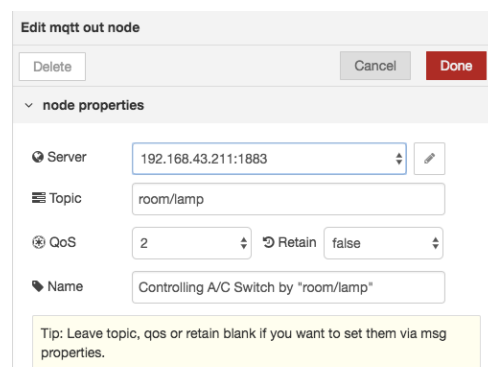 Edit mqtt out node
Delete Cancel Done
node properties
Server 192.168.43.211:1883
Topic room/lamp
QoS 2 Retain false
Name Controlling A/C Switch by "room/lamp"
Tip: Leave topic, qos or retain blank if you want to set them via msg
properties.